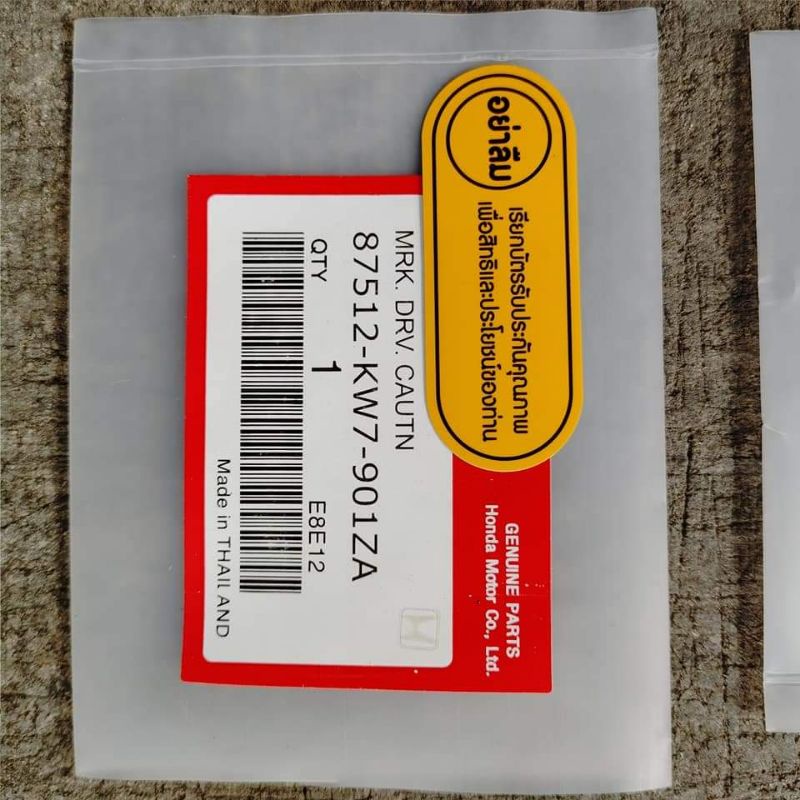 อย่าลืม
เรียกบัตรรับประกันคุณภาพ
เพื่อสิทธิและประโยชน์ของท่าน
GENUINE PARTS
Honda Motor Co., Ltd.
MRK. DRV. CAUTN
87512-KW7-901ZA
QTY 1 E8E12
Made in THAILAND